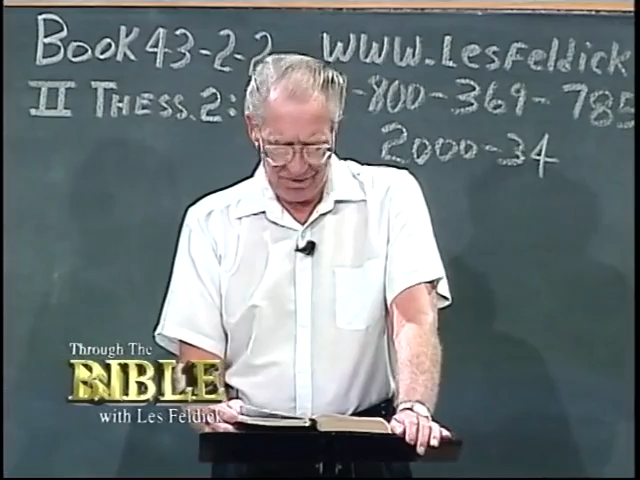 Book 43-2-2 WWW.LesFeldick
II THESS. 2: -800-369-785
2000-34
Through The
BIBLE
with Les Feldick